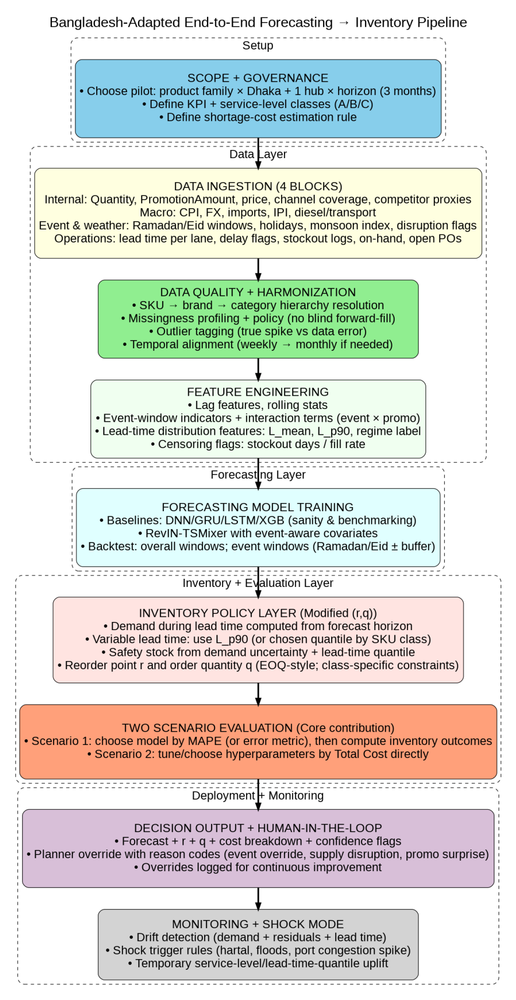 Bangladesh-Adapted End-to-End Forecasting → Inventory Pipeline
Setup
SCOPE + GOVERNANCE
• Choose pilot: product family × Dhaka + 1 hub × horizon (3 months)
• Define KPI + service-level classes (A/B/C)
• Define shortage-cost estimation rule
Data Layer
DATA INGESTION (4 BLOCKS)
Internal: Quantity, PromotionAmount, price, channel coverage, competitor proxies
Macro: CPI, FX, imports, IPI, diesel/transport
Event & weather: Ramadan/Eid windows, holidays, monsoon index, disruption flags
Operations: lead time per lane, delay flags, stockout logs, on-hand, open POs
DATA QUALITY + HARMONIZATION
• SKU → brand → category hierarchy resolution
• Missingness profiling + policy (no blind forward-fill)
• Outlier tagging (true spike vs data error)
• Temporal alignment (weekly → monthly if needed)
FEATURE ENGINEERING
• Lag features, rolling stats
• Event-window indicators + interaction terms (event × promo)
• Lead-time distribution features: L_mean, L_p90, regime label
• Censoring flags: stockout days / fill rate
Forecasting Layer
FORECASTING MODEL TRAINING
• Baselines: DNN/GRU/LSTM/XGB (sanity & benchmarking)
• RevIN-TSMixer with event-aware covariates
• Backtest: overall windows; event windows (Ramadan/Eid ± buffer)
Inventory + Evaluation Layer
INVENTORY POLICY LAYER (Modified (r,q))
• Demand during lead time computed from forecast horizon
• Variable lead time: use L_p90 (or chosen quantile by SKU class)
• Safety stock from demand uncertainty + lead-time quantile
• Reorder point r and order quantity q (EOQ-style; class-specific constraints)
TWO SCENARIO EVALUATION (Core contribution)
• Scenario 1: choose model by MAPE (or error metric), then compute inventory outcomes
• Scenario 2: tune/choose hyperparameters by Total Cost directly
Deployment + Monitoring
DECISION OUTPUT + HUMAN-IN-THE-LOOP
• Forecast + r + q + cost breakdown + confidence flags
• Planner override with reason codes (event override, supply disruption, promo surprise)
• Overrides logged for continuous improvement
MONITORING + SHOCK MODE
• Drift detection (demand + residuals + lead time)
• Shock trigger rules (hartal, floods, port congestion spike)
• Temporary service-level/lead-time-quantile uplift